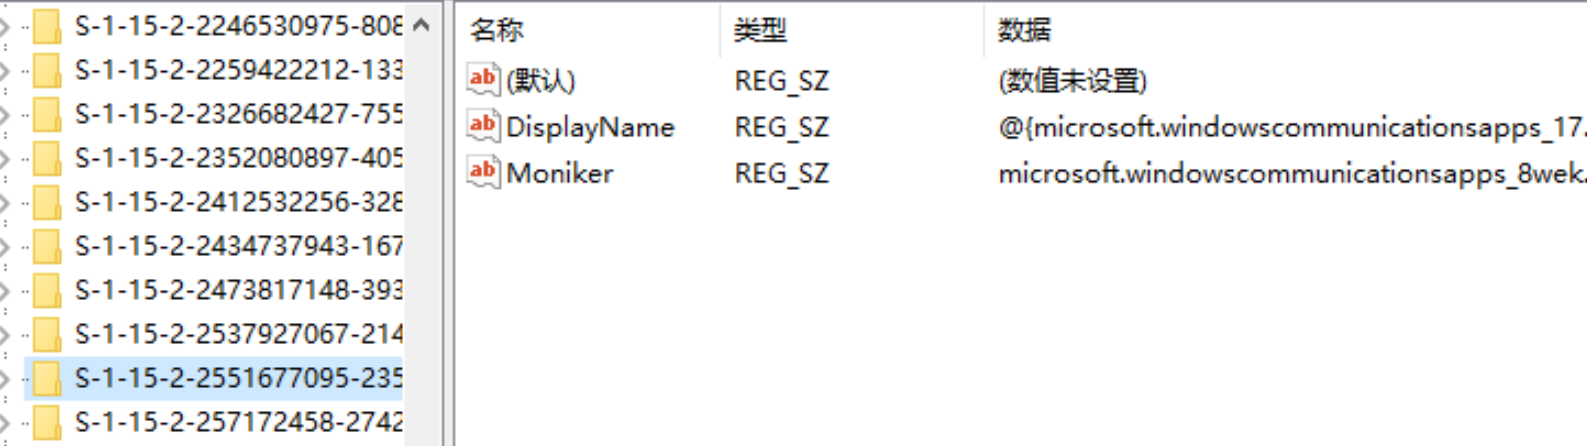 S-1-15-2-2246530975-808
S-1-15-2-2259422212-133
S-1-15-2-2326682427-755
S-1-15-2-2352080897-405
S-1-15-2-2412532256-328
S-1-15-2-2434737943-167
S-1-15-2-2473817148-393
S-1-15-2-2537927067-214
S-1-15-2-2551677095-235
S-1-15-2-257172458-2742
名称 类型 数据
ab (默认) REG_SZ (数值未设置)
ab DisplayName REG_SZ @{microsoft.windowscommunicationsapps_17.
ab Moniker REG_SZ microsoft.windowscommunicationsapps_8wek.